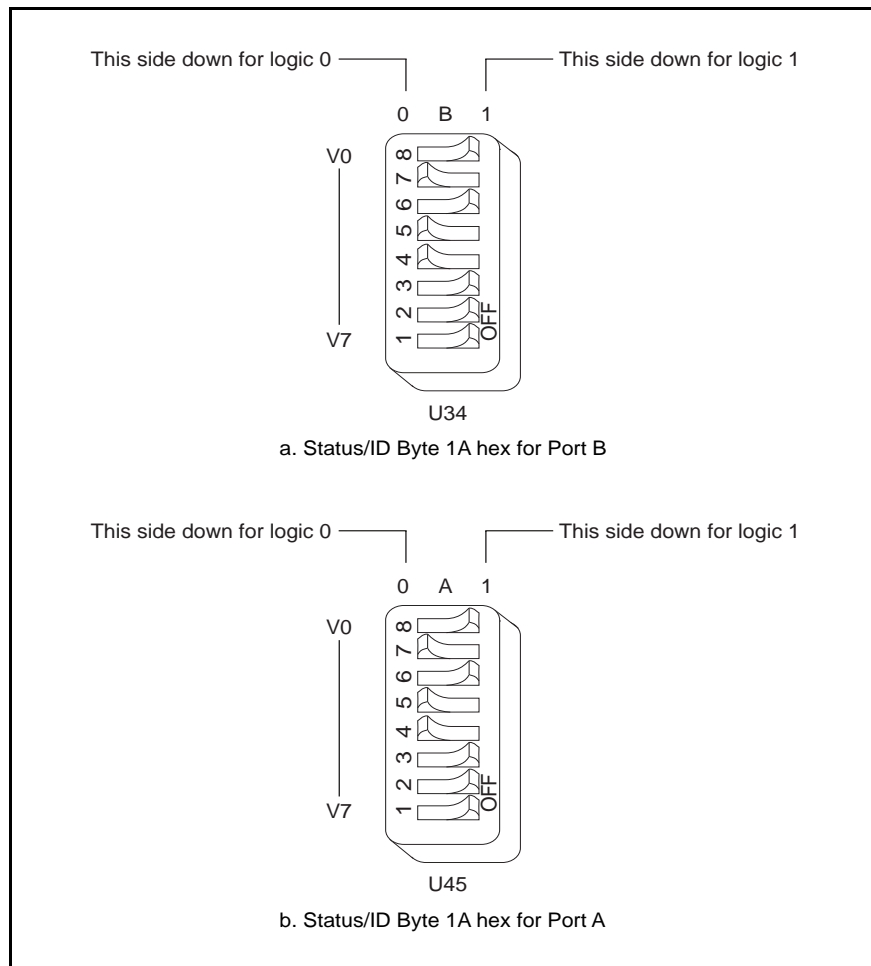 This side down for logic 0
This side down for logic 1
0 B 1
V0
8
7
6
5
4
3
2
1
OFF
V7
U34
a. Status/ID Byte 1A hex for Port B
This side down for logic 0
This side down for logic 1
0 A 1
V0
8
7
6
5
4
3
2
1
OFF
V7
U45
b. Status/ID Byte 1A hex for Port A